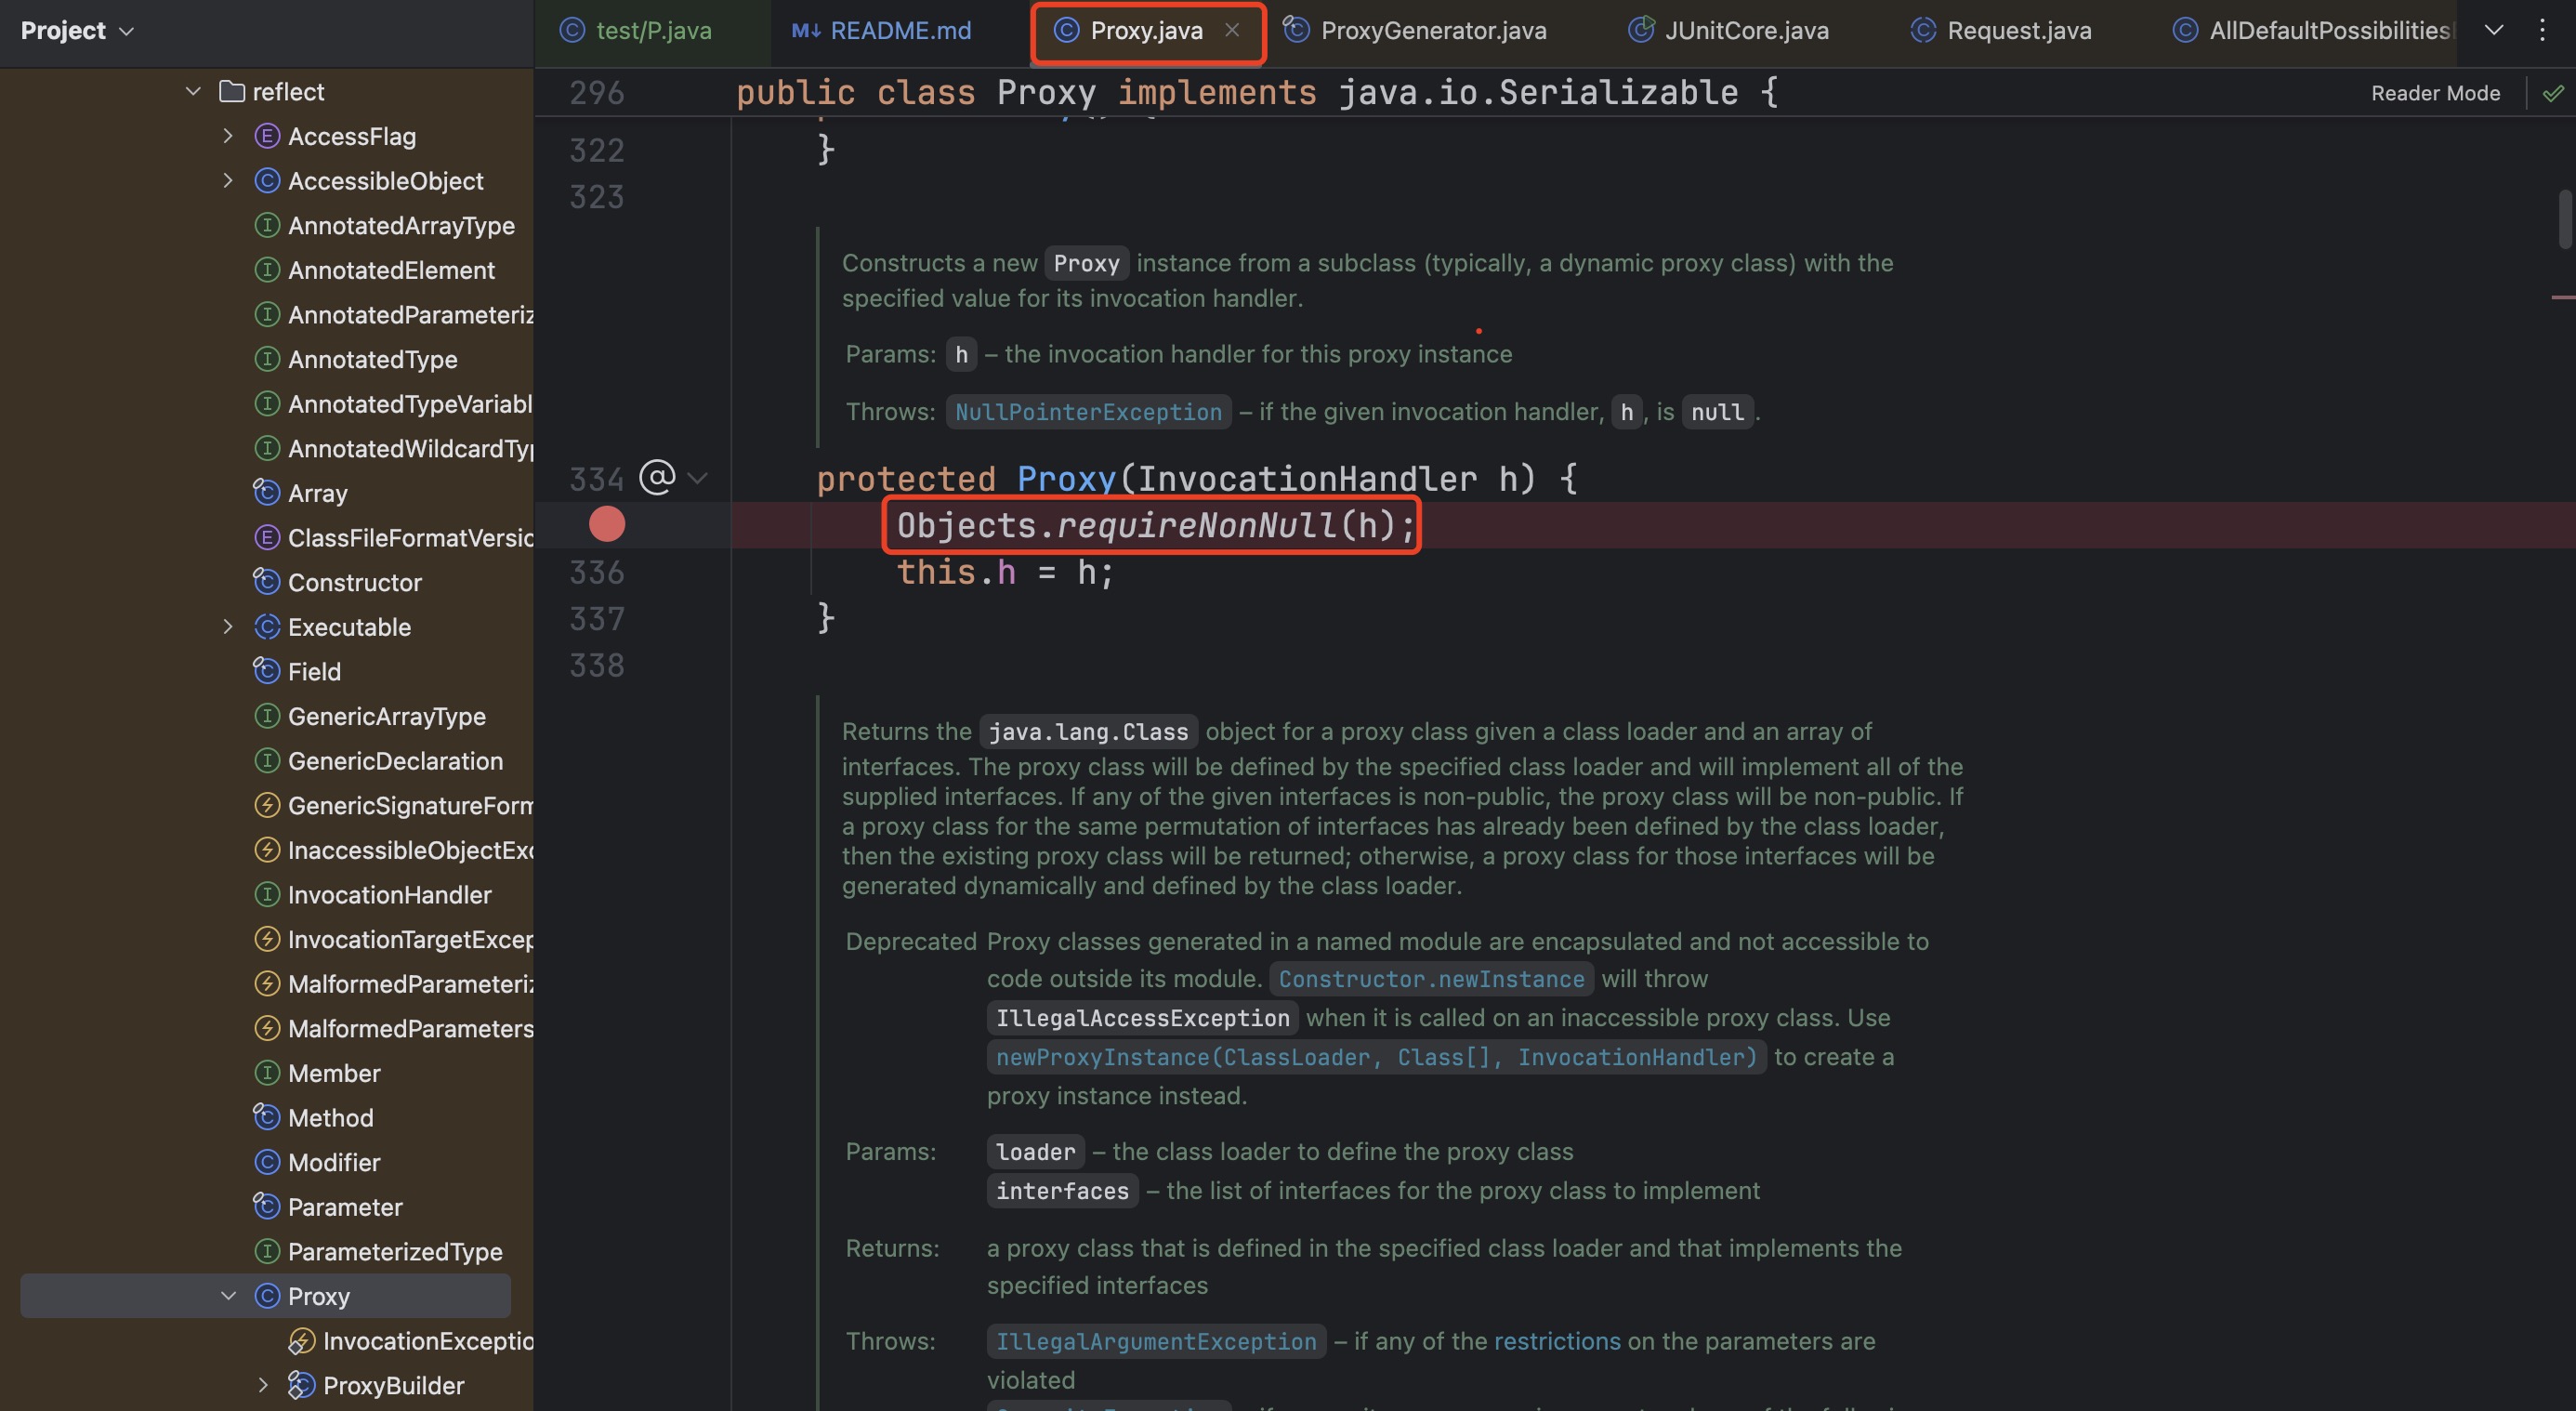 Project
test/P.java
M↓ README.md
Proxy.java
ProxyGenerator.java
JUnitCore.java
Request.java
reflect
AccessFlag
AccessibleObject
AnnotatedArrayType
AnnotatedElement
AnnotatedType
Array
Constructor
Executable
Field
GenericArrayType
GenericDeclaration
InvocationHandler
Member
Method
Modifier
Parameter
ParameterizedType
Proxy
ProxyBuilder
296 public class Proxy implements java.io.Serializable {
Reader Mode
322 }
323
Constructs a new Proxy instance from a subclass (typically, a dynamic proxy class) with the
specified value for its invocation handler.
Params: h – the invocation handler for this proxy instance
Throws: NullPointerException – if the given invocation handler, h, is null.
334 @ protected Proxy(InvocationHandler h) {
Objects.requireNonNull(h);
336 this.h = h;
337 }
338
Returns the java.lang.Class object for a proxy class given a class loader and an array of
interfaces. The proxy class will be defined by the specified class loader and will implement all of the
supplied interfaces. If any of the given interfaces is non-public, the proxy class will be non-public. If
a proxy class for the same permutation of interfaces has already been defined by the class loader,
then the existing proxy class will be returned; otherwise, a proxy class for those interfaces will be
generated dynamically and defined by the class loader.
Deprecated Proxy classes generated in a named module are encapsulated and not accessible to
code outside its module. Constructor.newInstance will throw
IllegalAccessException when it is called on an inaccessible proxy class. Use
newProxyInstance(ClassLoader, Class[], InvocationHandler) to create a
proxy instance instead.
Params: loader – the class loader to define the proxy class
interfaces – the list of interfaces for the proxy class to implement
Returns: a proxy class that is defined in the specified class loader and that implements the
specified interfaces
Throws: IllegalArgumentException – if any of the restrictions on the parameters are
violated